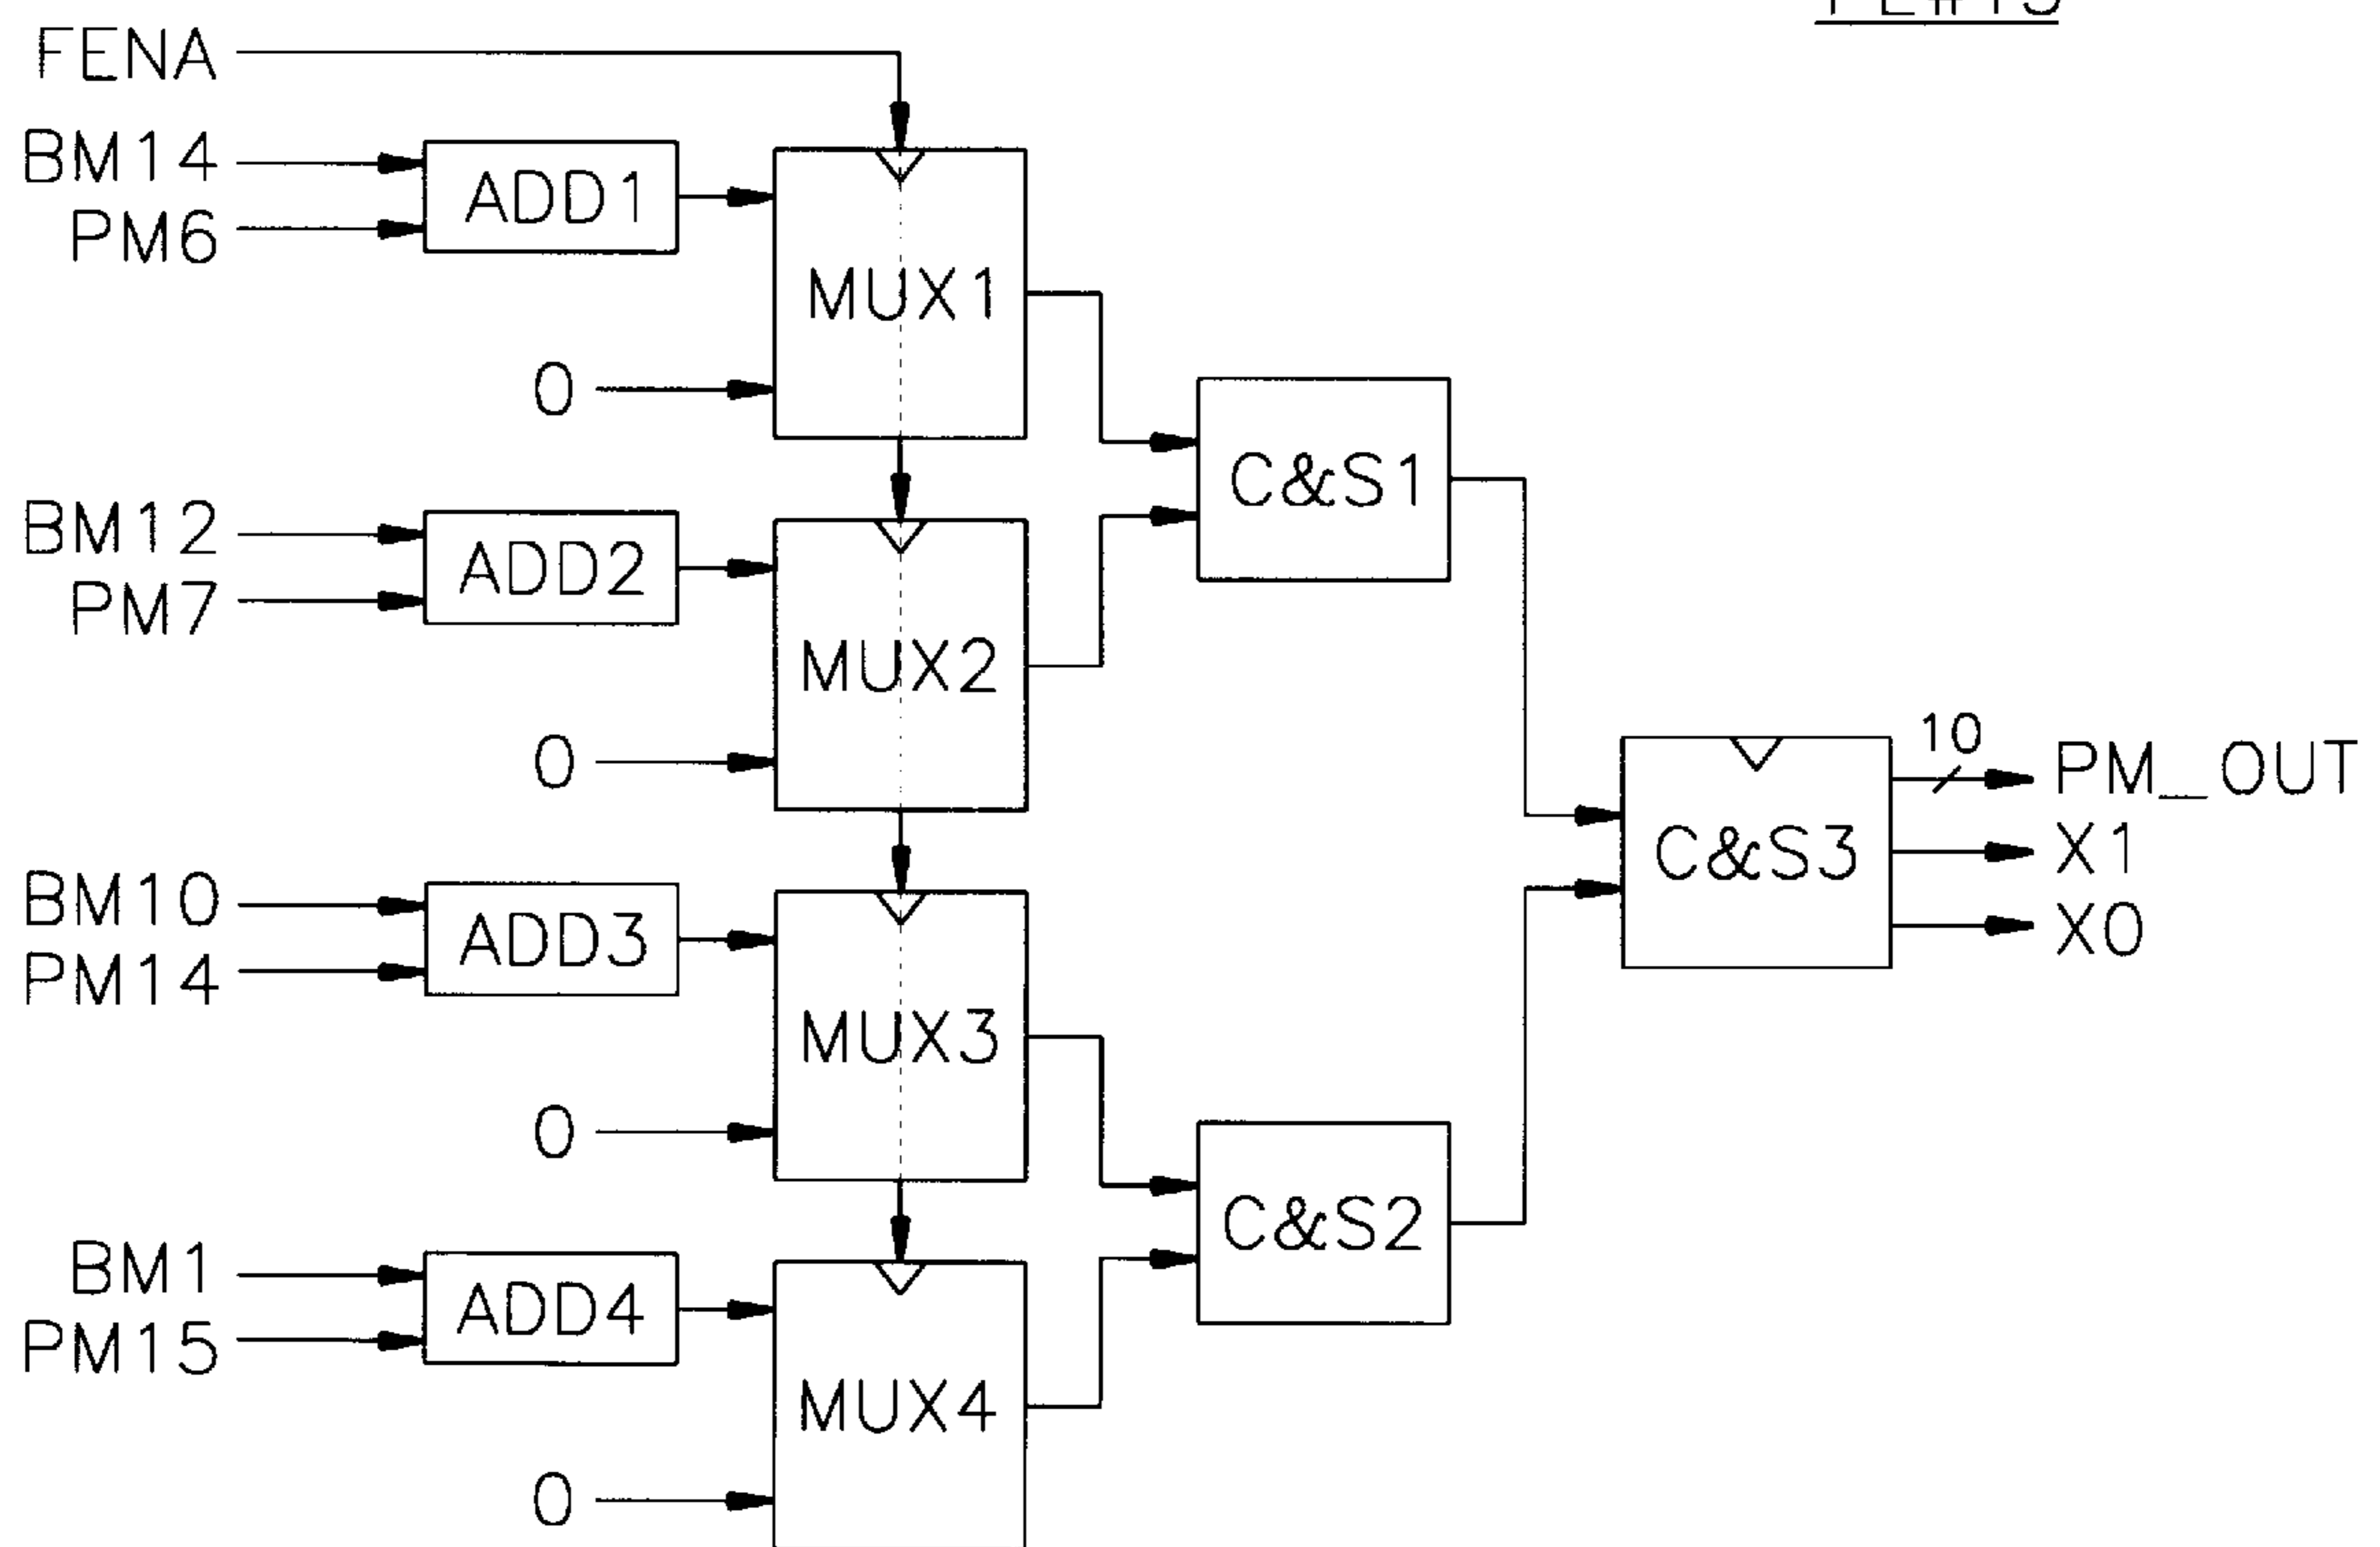 FENA
BM14
PM6
ADD1
MUX1
0
C&S1
BM12
PM7
ADD2
MUX2
0
10
PM_OUT
C&S3
X1
X0
BM10
PM14
ADD3
MUX3
0
C&S2
BM1
PM15
ADD4
MUX4
0